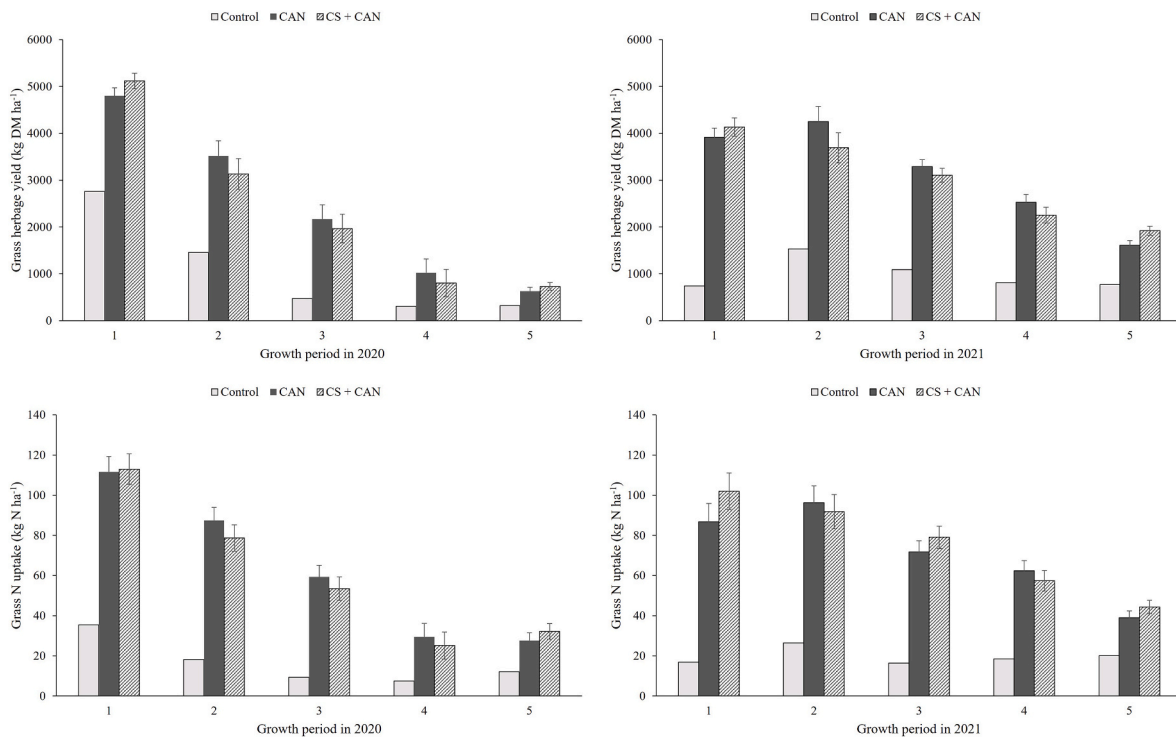 Control CAN CS + CAN
Grass herbage yield (kg DM ha⁻¹)
6000
5000
4000
3000
2000
1000
0
1 2 3 4 5
Growth period in 2020
Control CAN CS + CAN
Grass herbage yield (kg DM ha⁻¹)
6000
5000
4000
3000
2000
1000
0
1 2 3 4 5
Growth period in 2021
Control CAN CS + CAN
Grass N uptake (kg N ha⁻¹)
140
120
100
80
60
40
20
0
1 2 3 4 5
Growth period in 2020
Control CAN CS + CAN
Grass N uptake (kg N ha⁻¹)
140
120
100
80
60
40
20
0
1 2 3 4 5
Growth period in 2021